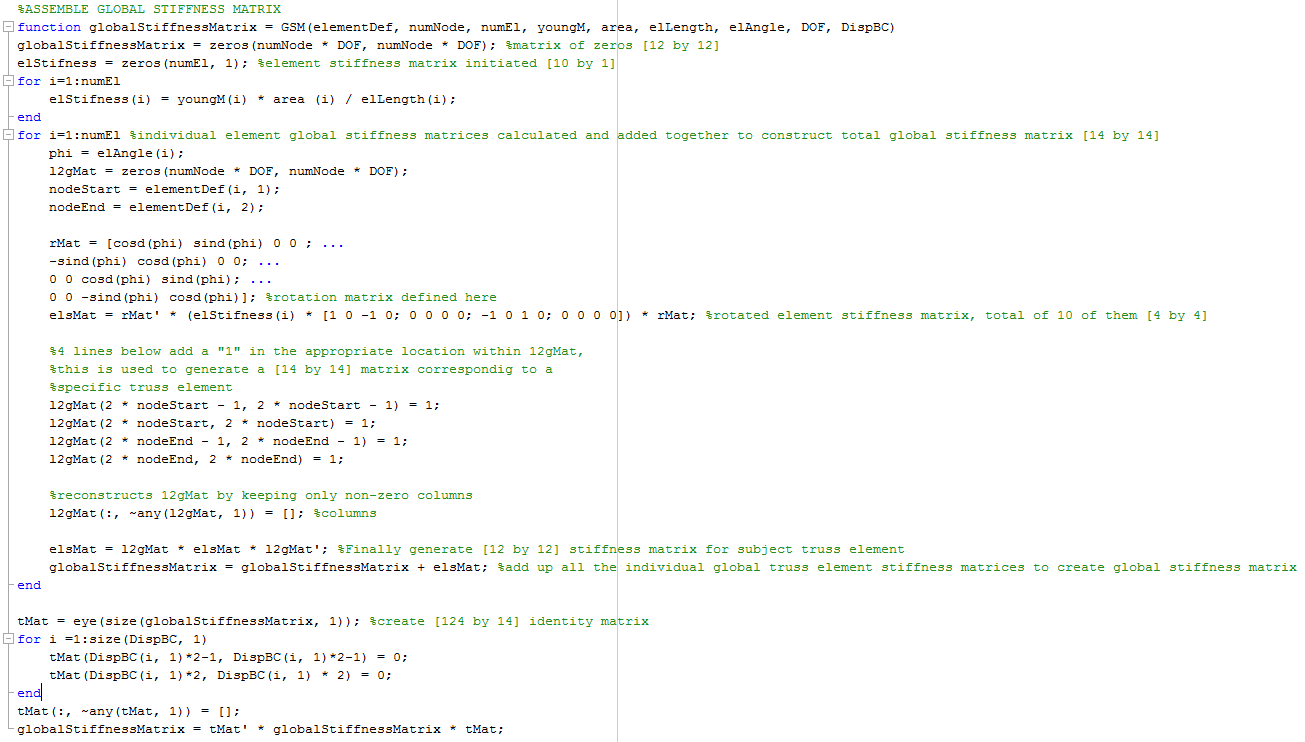 %ASSEMBLE GLOBAL STIFFNESS MATRIX
function globalStiffnessMatrix = GSM(elementDef, numNode, numEl, youngM, area, elLength, elAngle, DOF, DispBC)
globalStiffnessMatrix = zeros(numNode * DOF, numNode * DOF); %matrix of zeros [12 by 12]
elStifness = zeros(numEl, 1); %element stiffness matrix initiated [10 by 1]
for i=1:numEl
    elStifness(i) = youngM(i) * area (i) / elLength(i);
end
for i=1:numEl %individual element global stiffness matrices calculated and added together to construct total global stiffness matrix [14 by 14]
    phi = elAngle(i);
    l2gMat = zeros(numNode * DOF, numNode * DOF);
    nodeStart = elementDef(i, 1);
    nodeEnd = elementDef(i, 2);

    rMat = [cosd(phi) sind(phi) 0 0 ; ...
    -sind(phi) cosd(phi) 0 0; ...
    0 0 cosd(phi) sind(phi); ...
    0 0 -sind(phi) cosd(phi)]; %rotation matrix defined here
    elsMat = rMat' * (elStifness(i) * [1 0 -1 0; 0 0 0 0; -1 0 1 0; 0 0 0 0]) * rMat; %rotated element stiffness matrix, total of 10 of them [4 by 4]

    %4 lines below add a "1" in the appropriate location within l2gMat,
    %this is used to generate a [14 by 14] matrix correspondig to a
    %specific truss element
    l2gMat(2 * nodeStart - 1, 2 * nodeStart - 1) = 1;
    l2gMat(2 * nodeStart, 2 * nodeStart) = 1;
    l2gMat(2 * nodeEnd - 1, 2 * nodeEnd - 1) = 1;
    l2gMat(2 * nodeEnd, 2 * nodeEnd) = 1;

    %reconstructs l2gMat by keeping only non-zero columns
    l2gMat(:, ~any(l2gMat, 1)) = []; %columns

    elsMat = l2gMat * elsMat * l2gMat'; %Finally generate [12 by 12] stiffness matrix for subject truss element
    globalStiffnessMatrix = globalStiffnessMatrix + elsMat; %add up all the individual global truss element stiffness matrices to create global stiffness matrix
end

tMat = eye(size(globalStiffnessMatrix, 1)); %create [124 by 14] identity matrix
for i =1:size(DispBC, 1)
    tMat(DispBC(i, 1)*2-1, DispBC(i, 1)*2-1) = 0;
    tMat(DispBC(i, 1)*2, DispBC(i, 1) * 2) = 0;
end
tMat(:, ~any(tMat, 1)) = [];
globalStiffnessMatrix = tMat' * globalStiffnessMatrix * tMat;